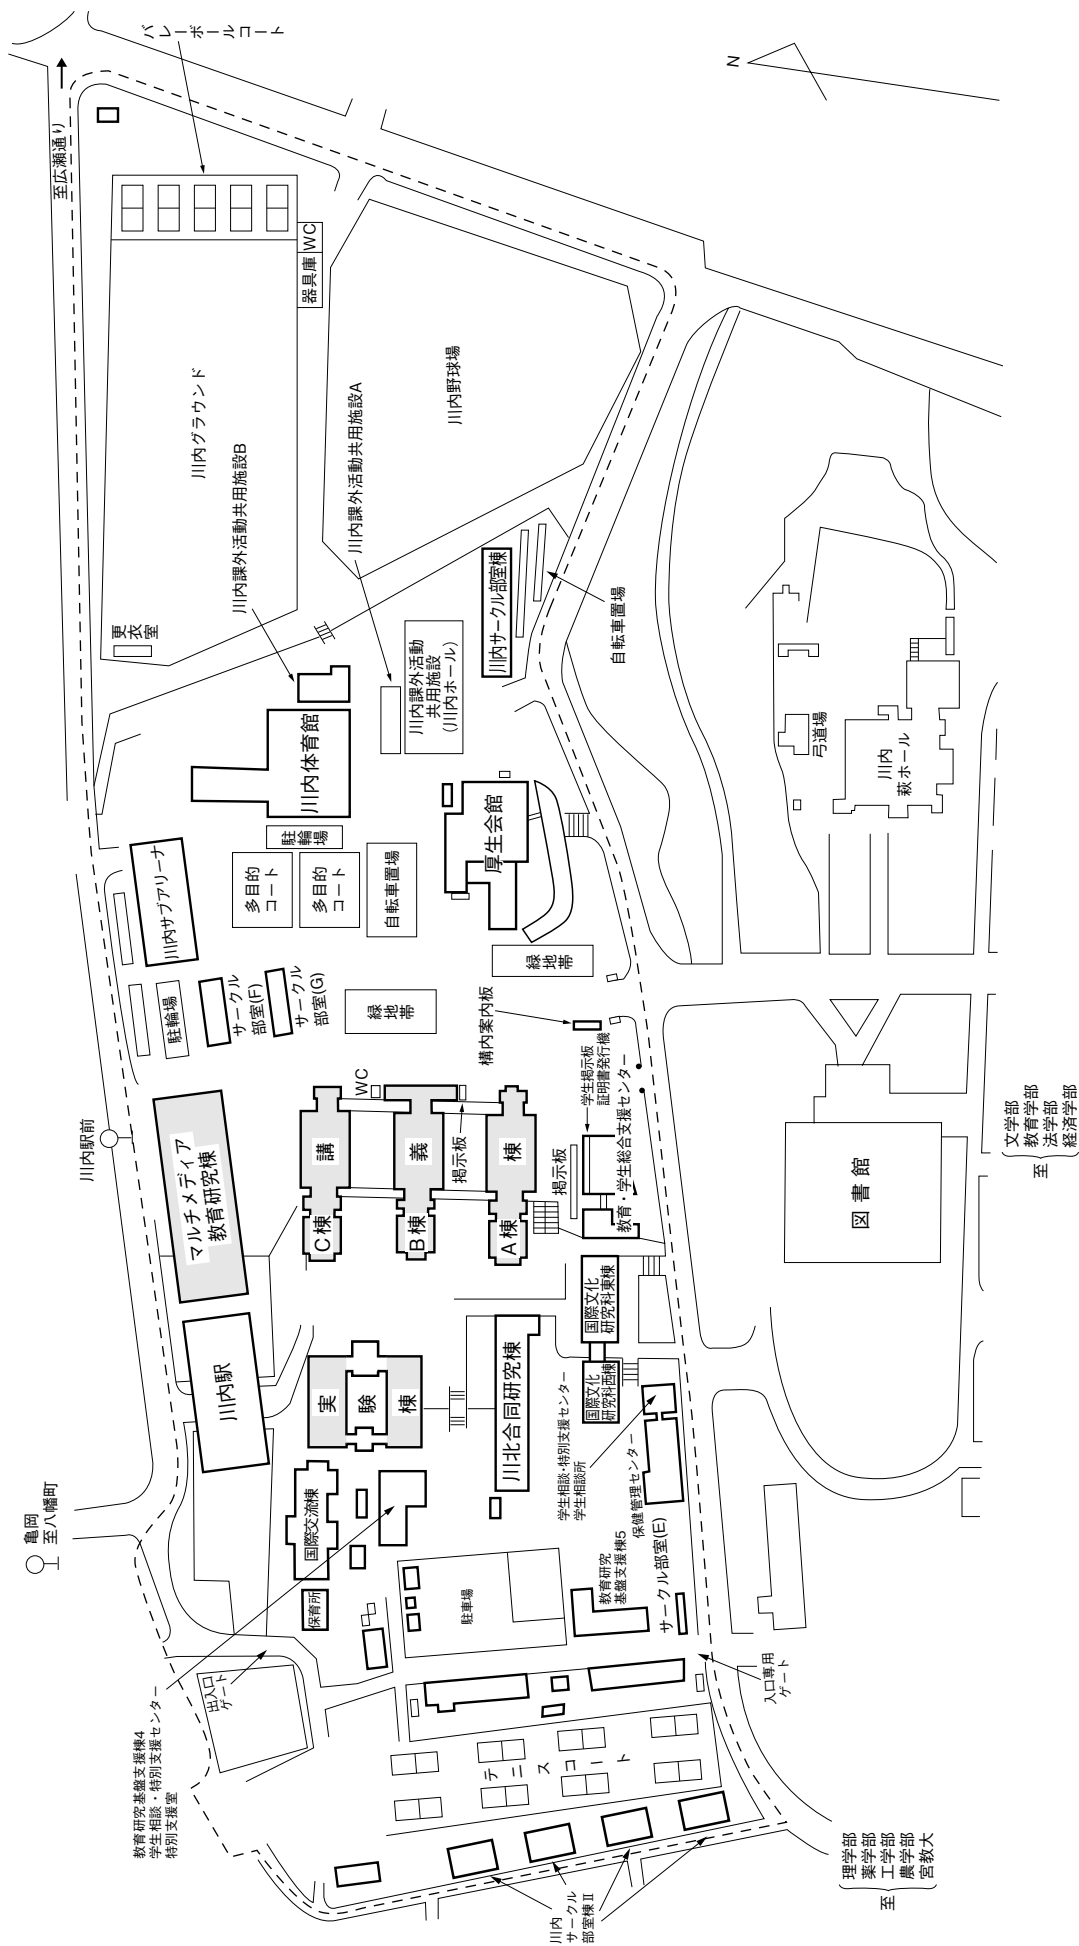 バレーボールコート
至広瀬通り
N
器具庫
WC
川内グラウンド
川内課外活動共用施設B
川内課外活動共用施設A
川内野球場
更衣室
川内サークル部室棟
自転車置場
川内課外活動
共用施設
(川内ホール)
川内体育館
駐輪場
多目的
コート
多目的
コート
自転車置場
厚生会館
緑地帯
弓道場
川内
萩ホール
川内サブアリーナ
駐輪場
サークル
部室(F)
サークル
部室(G)
緑地帯
構内案内板
川内駅前
マルチメディア
教育研究棟
WC
講
義
棟
C棟
B棟
A棟
掲示板
掲示板
学生掲示板
証明書発行機
教育・学生総合支援センター
図書館
文学部
教育学部
法学部
経済学部
至
川内駅
実
験
棟
川北合同研究棟
国際文化
研究科東棟
国際文化
研究科西棟
学生相談・特別支援センター
学生相談所
保健管理センター
国際交流棟
保育所
駐車場
教育研究
基盤支援棟5
サークル部室(E)
亀岡
至八幡町
出入口
ゲート
入口専用
ゲート
教育研究基盤支援棟4
学生相談・特別支援センター
特別支援室
テニスコート
川内
サークル
部室棟Ⅱ
理学部
薬学部
工学部
農学部
宮教大
至